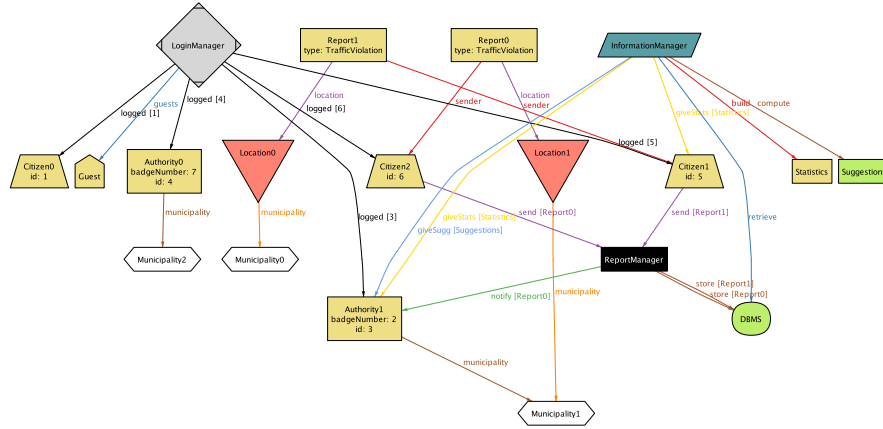 LoginManager
Report1
type: TrafficViolation
Report0
type: TrafficViolation
InformationManager
location
location
guests
logged [4]
logged [1]
logged [6]
sender
sender
build
compute
giveStats [Statistics]
logged [5]
Citizen0
id: 1
Guest
Authority0
badgeNumber: 7
id: 4
Location0
Citizen2
id: 6
Location1
Citizen1
id: 5
Statistics
Suggestion
municipality
municipality
logged [3]
giveStats [Statistics]
giveSugg [Suggestions]
send [Report0]
send [Report1]
retrieve
Municipality2
Municipality0
ReportManager
store [Report1]
store [Report0]
notify [Report0]
municipality
Authority1
badgeNumber: 2
id: 3
DBMS
municipality
Municipality1